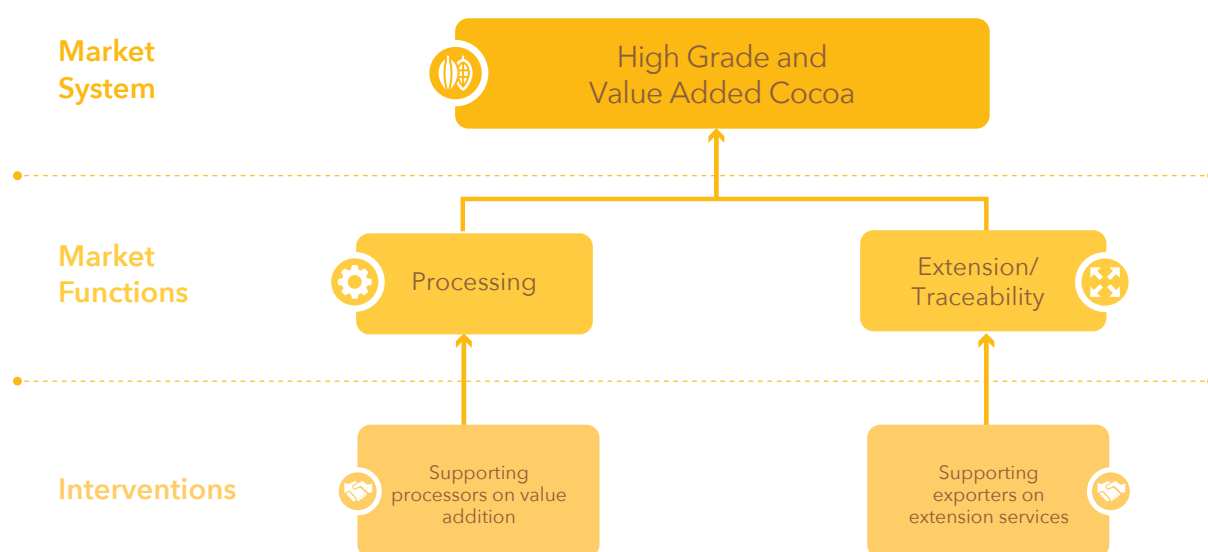 Market
System
High Grade and
Value Added Cocoa
Market
Functions
Processing
Extension/
Traceability
Interventions
Supporting
processors on value
addition
Supporting
exporters on
extension services